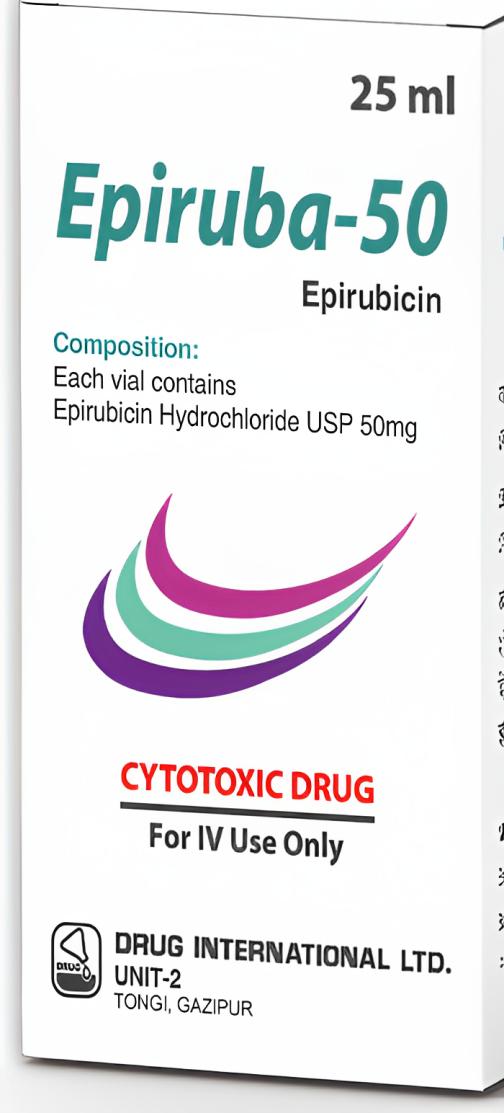 25 ml
Epiruba-50
Epirubicin
Composition:
Each vial contains
Epirubicin Hydrochloride USP 50mg
CYTOTOXIC DRUG
For IV Use Only
DRUG
DRUG INTERNATIONAL LTD.
UNIT-2
TONGI, GAZIPUR